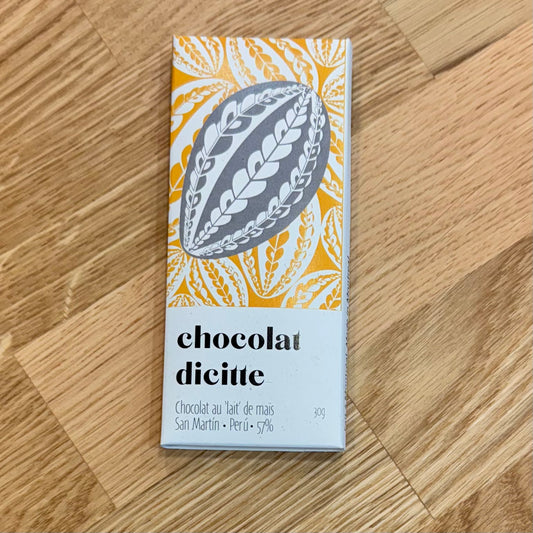 chocolat
dicitte
Chocolat au 'lait' de maïs
30g
San Martín • Perú • 57%